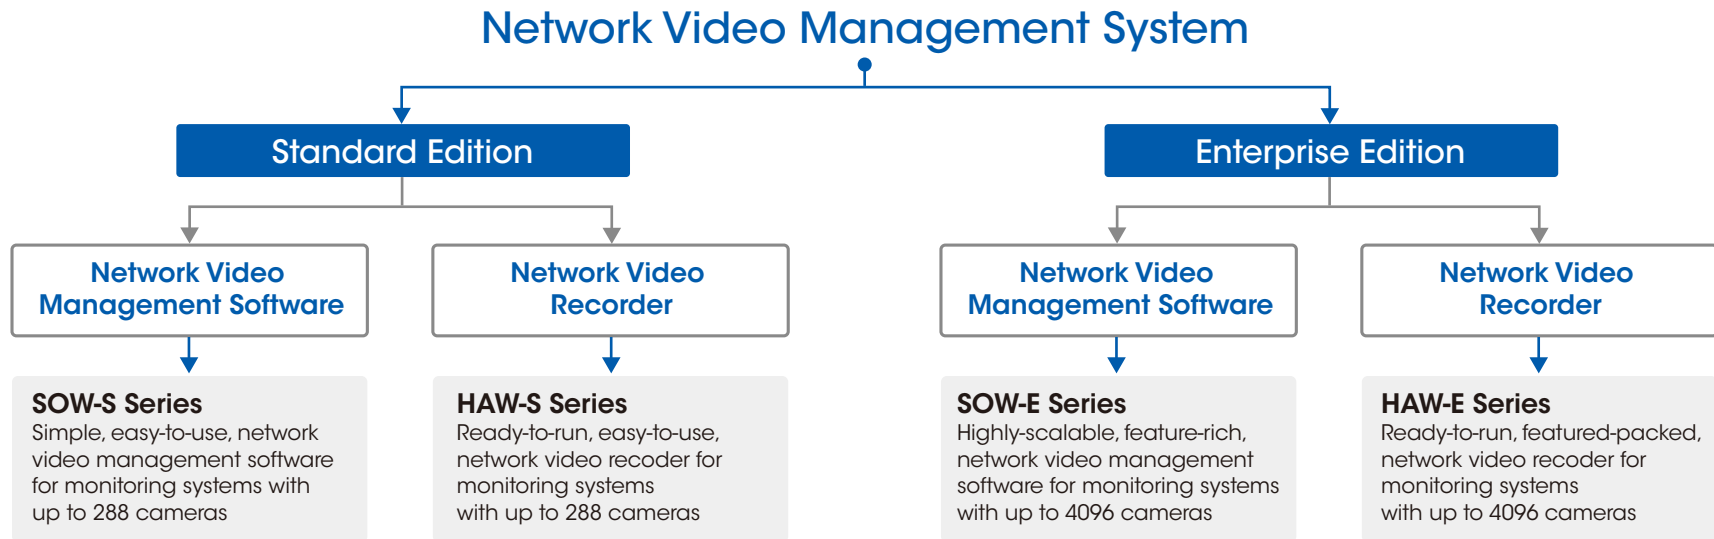 Network Video Management System
Standard Edition
Enterprise Edition
Network Video
Management Software
Network Video
Recorder
Network Video
Management Software
Network Video
Recorder
SOW-S Series
Simple, easy-to-use, network
video management software
for monitoring systems with
up to 288 cameras
HAW-S Series
Ready-to-run, easy-to-use,
network video recoder for
monitoring systems
with up to 288 cameras
SOW-E Series
Highly-scalable, feature-rich,
network video management
software for monitoring systems
with up to 4096 cameras
HAW-E Series
Ready-to-run, featured-packed,
network video recoder for
monitoring systems
with up to 4096 cameras